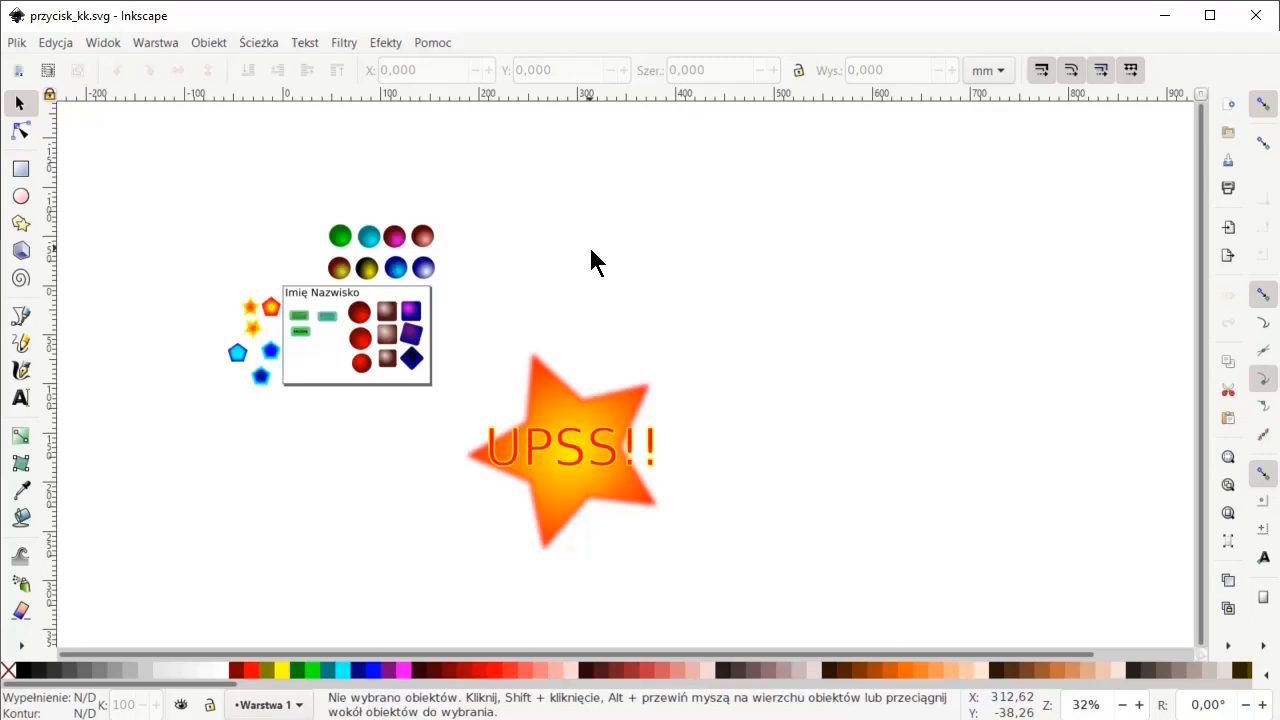 przycisk_kk.svg - Inkscape
Plik Edycja Widok Warstwa Obiekt Ścieżka Tekst Filtry Efekty Pomoc
X: 0,000 Y: 0,000 Szer.: 0,000 Wys.: 0,000 mm
-200 -100 0 100 200 300 400 500 600 700 800 900
Imię Nazwisko
UPSS!!
Wypełnienie: N/D K: 100
Kontur: N/D
•Warstwa 1
Nie wybrano obiektów. Kliknij, Shift + kliknięcie, Alt + przewiń myszą na wierzchu obiektów lub przeciągnij
wokół obiektów do wybrania.
X: 312,62
Y: -38,26
Z: 32% R: 0,00°